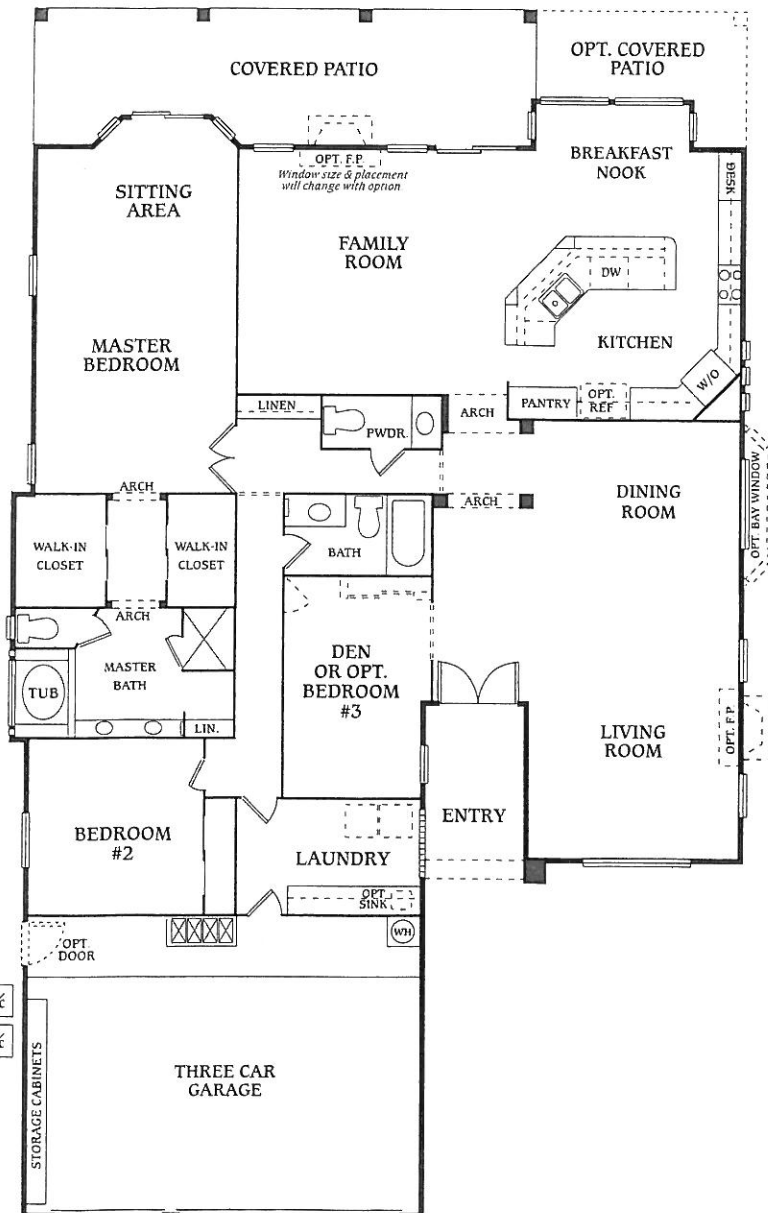 COVERED PATIO
OPT. COVERED
PATIO
OPT. F.P.
Window size & placement
will change with option
BREAKFAST
NOOK
DESK
SITTING
AREA
FAMILY
ROOM
DW
MASTER
BEDROOM
KITCHEN
W/O
LINEN
PWDR.
ARCH
PANTRY
OPT.
REF
ARCH
ARCH
DINING
ROOM
OPT. BAY WINDOW
WALK-IN
CLOSET
WALK-IN
CLOSET
BATH
ARCH
MASTER
BATH
TUB
LIN.
DEN
OR OPT.
BEDROOM
#3
LIVING
ROOM
OPT. F.P.
ENTRY
BEDROOM
#2
LAUNDRY
OPT.
SINK
WH
OPT.
DOOR
STORAGE CABINETS
THREE CAR
GARAGE